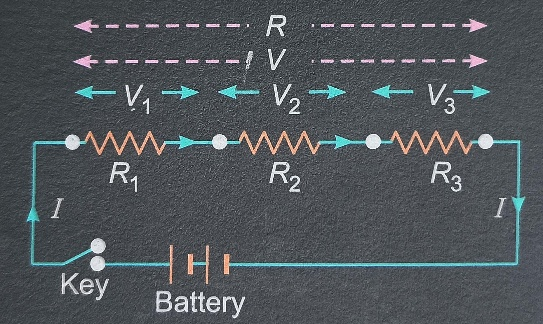 R
V
V₁ V₂ V₃
R₁ R₂ R₃
I I
Key
Battery